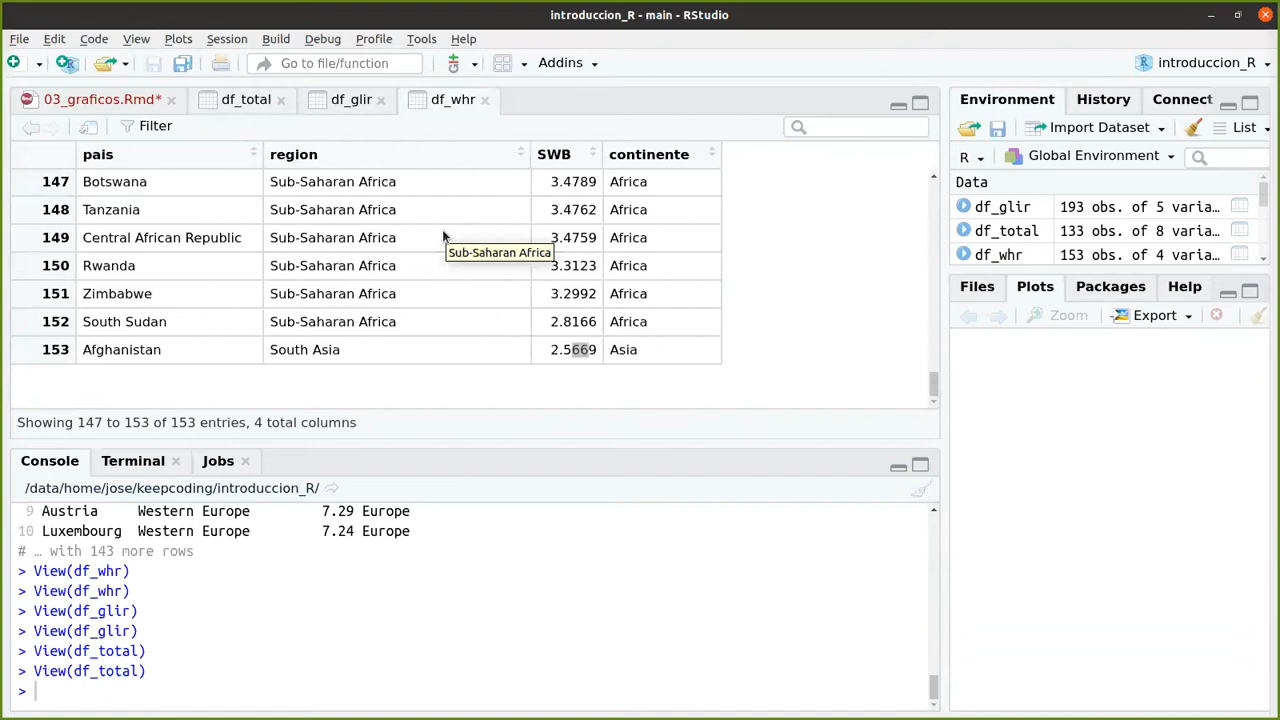 introduccion_R - main - RStudio
File Edit Code View Plots Session Build Debug Profile Tools Help
Go to file/function Addins introduccion_R
03_graficos.Rmd* df_total df_glir df_whr
Filter
pais region SWB continente
147 Botswana Sub-Saharan Africa 3.4789 Africa
148 Tanzania Sub-Saharan Africa 3.4762 Africa
149 Central African Republic Sub-Saharan Africa 3.4759 Africa
Sub-Saharan Africa
150 Rwanda Sub-Saharan Africa 3.3123 Africa
151 Zimbabwe Sub-Saharan Africa 3.2992 Africa
152 South Sudan Sub-Saharan Africa 2.8166 Africa
153 Afghanistan South Asia 2.5669 Asia
Showing 147 to 153 of 153 entries, 4 total columns
Console Terminal Jobs
/data/home/jose/keepcoding/introduccion_R/
9 Austria Western Europe 7.29 Europe
10 Luxembourg Western Europe 7.24 Europe
# … with 143 more rows
> View(df_whr)
> View(df_whr)
> View(df_glir)
> View(df_glir)
> View(df_total)
> View(df_total)
>
Environment History Connect
Import Dataset List
R Global Environment
Data
df_glir 193 obs. of 5 varia…
df_total 133 obs. of 8 varia…
df_whr 153 obs. of 4 varia…
Files Plots Packages Help
Zoom Export